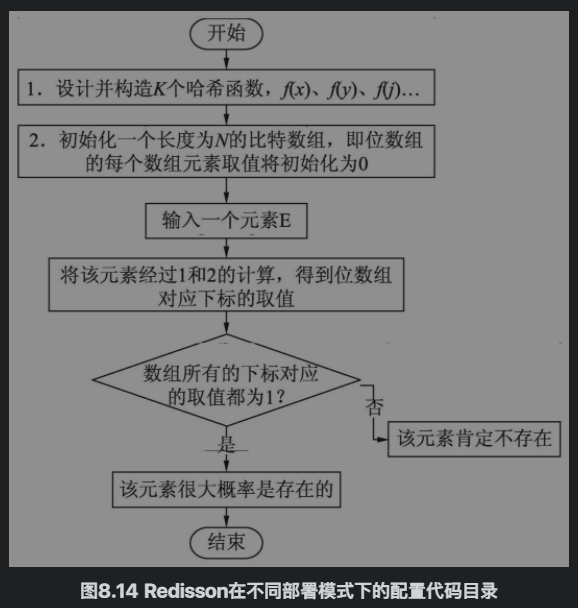 开始
1．设计并构造K个哈希函数，f(x)、f(y)、f(j)…
2．初始化一个长度为N的比特数组，即位数组
的每个数组元素取值将初始化为0
输入一个元素E
将该元素经过1和2的计算，得到位数组
对应下标的取值
数组所有的下标对应
的取值都为1？
否
该元素肯定不存在
是
该元素很大概率是存在的
结束
图8.14 Redisson在不同部署模式下的配置代码目录